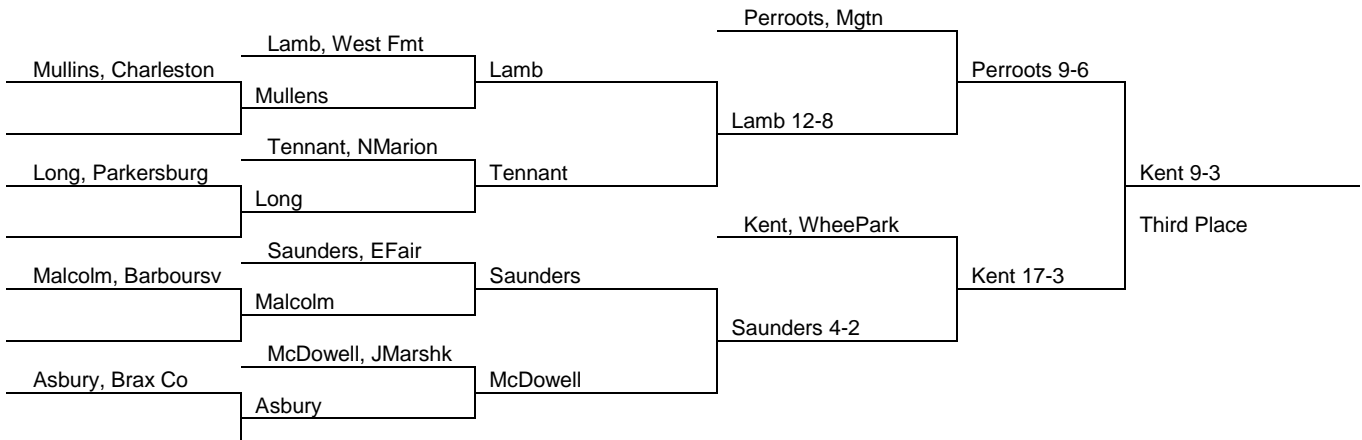 Perroots, Mgtn
Lamb, West Fmt
Mullins, Charleston
Lamb
Perroots 9-6
Mullens
Lamb 12-8
Tennant, NMarion
Long, Parkersburg
Tennant
Kent 9-3
Long
Kent, WheePark
Third Place
Saunders, EFair
Malcolm, Barboursv
Saunders
Kent 17-3
Malcolm
Saunders 4-2
McDowell, JMarshk
Asbury, Brax Co
McDowell
Asbury